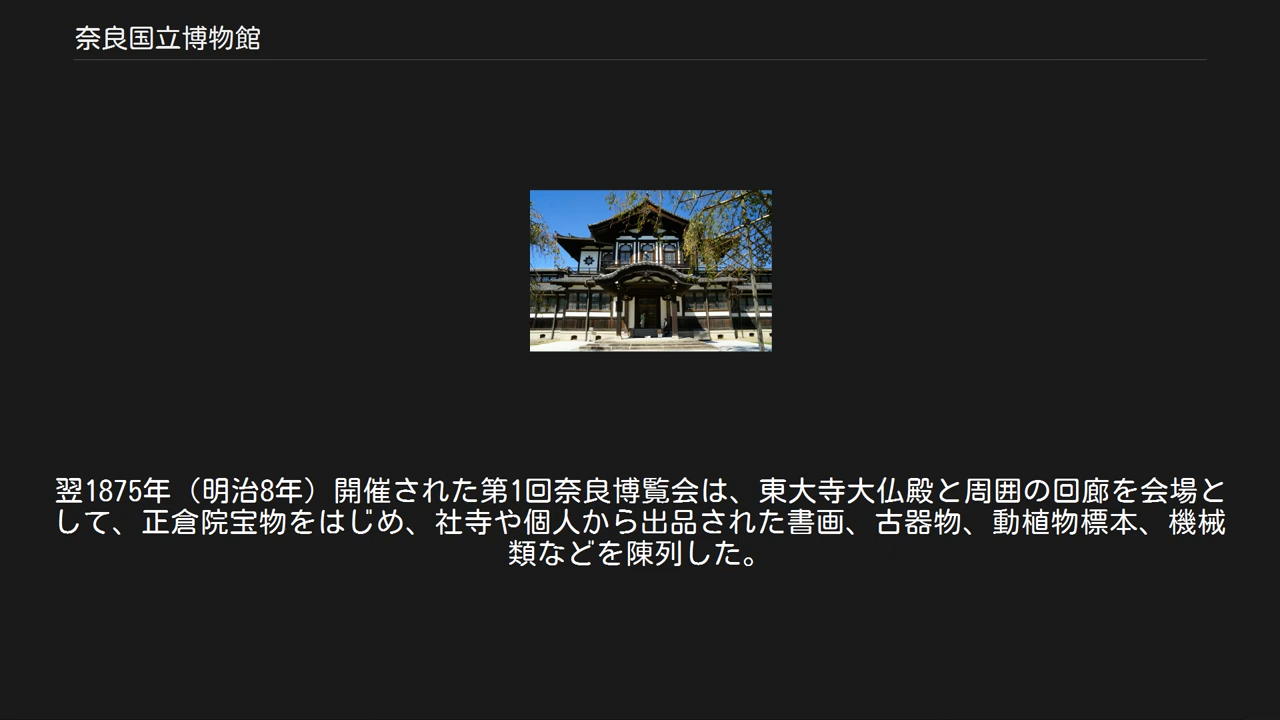 奈良国立博物館
翌1875年（明治8年）開催された第1回奈良博覧会は、東大寺大仏殿と周囲の回廊を会場と
して、正倉院宝物をはじめ、社寺や個人から出品された書画、古器物、動植物標本、機械
類などを陳列した。